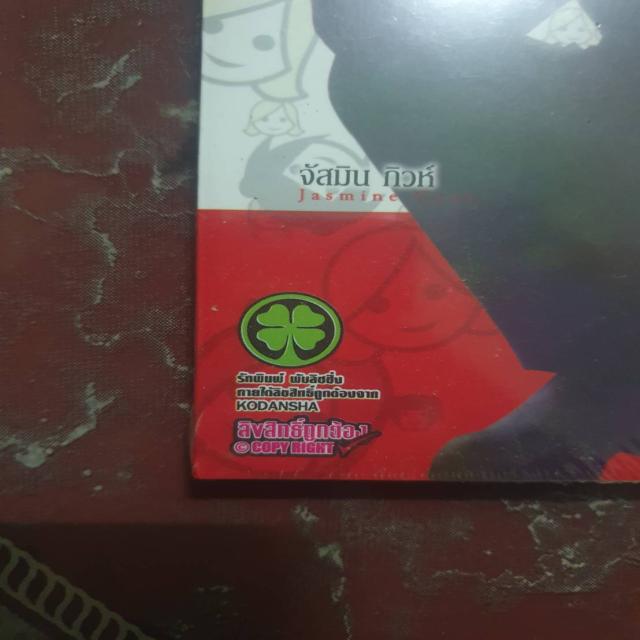 จัสมิน กิวห์
Jasmine
รักพิมพ์ พับลิชชิ่ง
ภายใต้ลิขสิทธิ์ถูกต้องจาก
KODANSHA
ลิขสิทธิ์ถูกต้อง
© COPY RIGHT